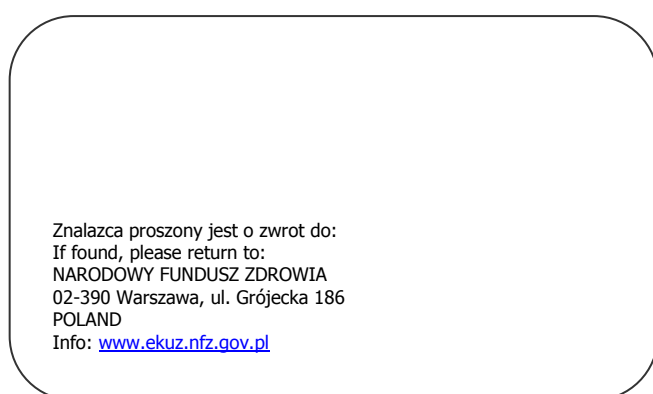 Znalazca proszony jest o zwrot do:
If found, please return to:
NARODOWY FUNDUSZ ZDROWIA
02-390 Warszawa, ul. Grójecka 186
POLAND
Info: www.ekuz.nfz.gov.pl